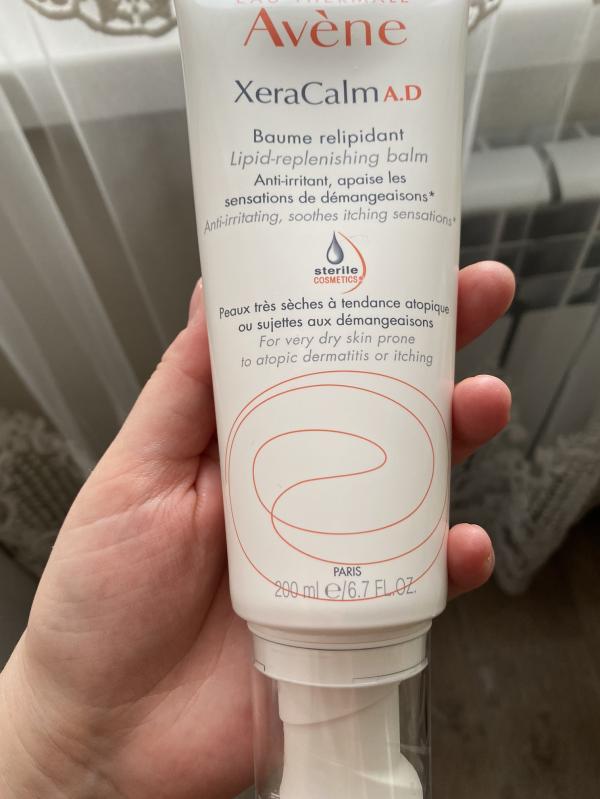 EAU THERMALE
Avène
XeraCalm A.D
Baume relipidant
Lipid-replenishing balm
Anti-irritant, apaise les
sensations de démangeaisons*
Anti-irritating, soothes itching sensations*
sterile
COSMETICS®
Peaux très sèches à tendance atopique
ou sujettes aux démangeaisons
For very dry skin prone
to atopic dermatitis or itching
PARIS
200 ml e/6.7 FL.OZ.